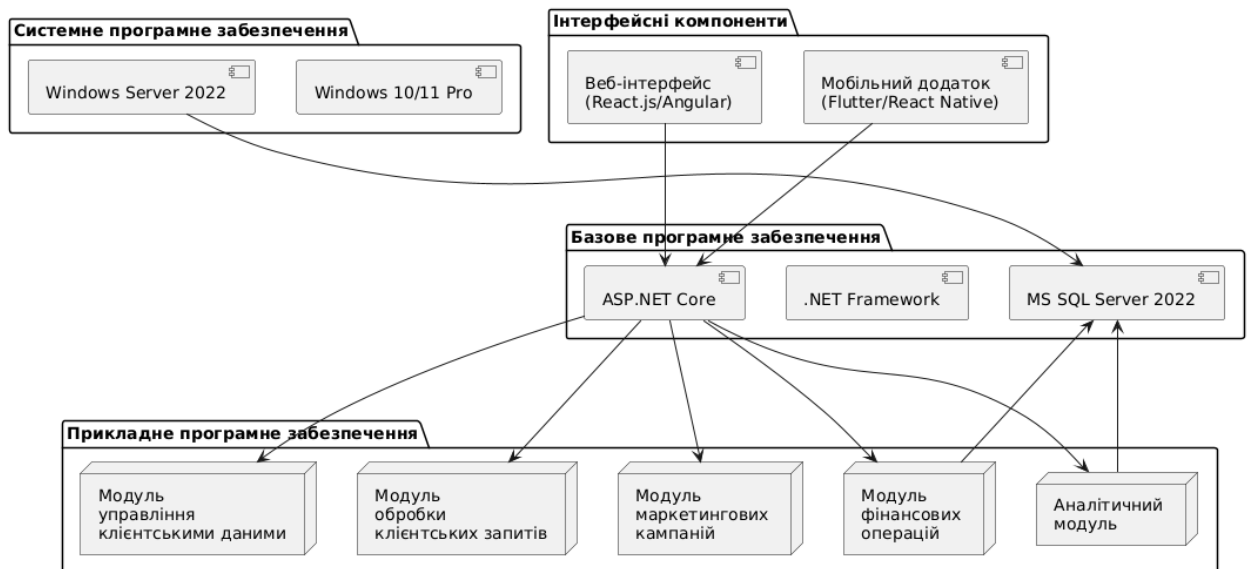 Системне програмне забезпечення
Windows Server 2022
Windows 10/11 Pro
Інтерфейсні компоненти
Веб-інтерфейс
(React.js/Angular)
Мобільний додаток
(Flutter/React Native)
Базове програмне забезпечення
ASP.NET Core
.NET Framework
MS SQL Server 2022
Прикладне програмне забезпечення
Модуль
управління
клієнтськими даними
Модуль
обробки
клієнтських запитів
Модуль
маркетингових
кампаній
Модуль
фінансових
операцій
Аналітичний
модуль